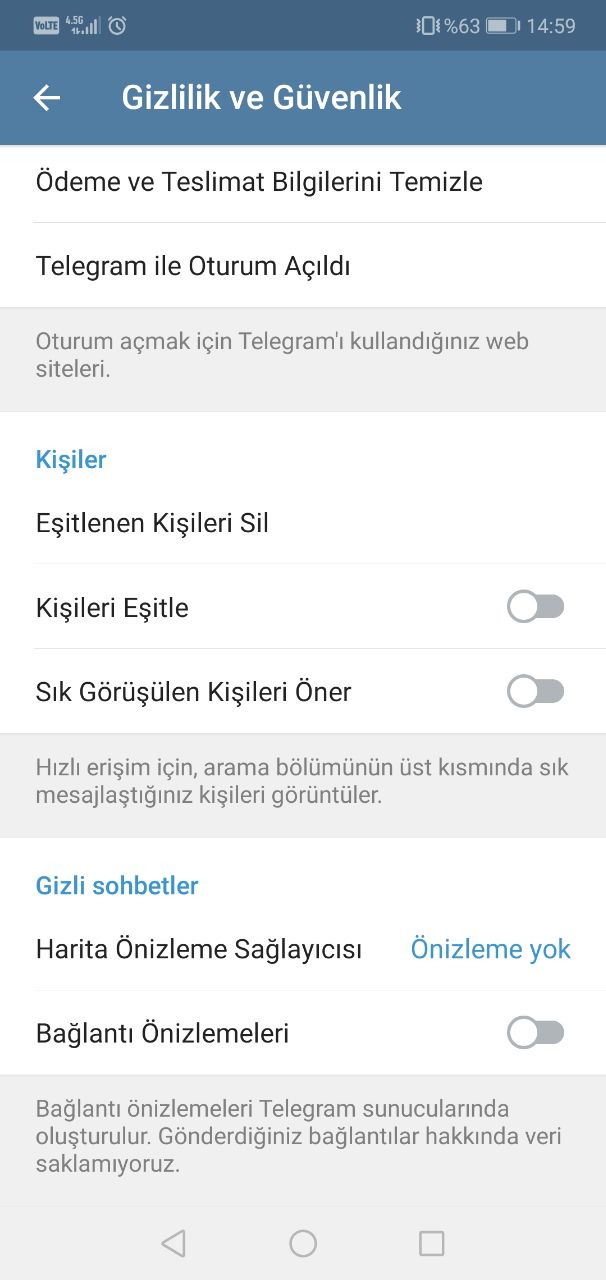 VoLTE 4.5G %63 14:59
Gizlilik ve Güvenlik
Ödeme ve Teslimat Bilgilerini Temizle
Telegram ile Oturum Açıldı
Oturum açmak için Telegram'ı kullandığınız web
siteleri.
Kişiler
Eşitlenen Kişileri Sil
Kişileri Eşitle
Sık Görüşülen Kişileri Öner
Hızlı erişim için, arama bölümünün üst kısmında sık
mesajlaştığınız kişileri görüntüler.
Gizli sohbetler
Harita Önizleme Sağlayıcısı Önizleme yok
Bağlantı Önizlemeleri
Bağlantı önizlemeleri Telegram sunucularında
oluşturulur. Gönderdiğiniz bağlantılar hakkında veri
saklamıyoruz.